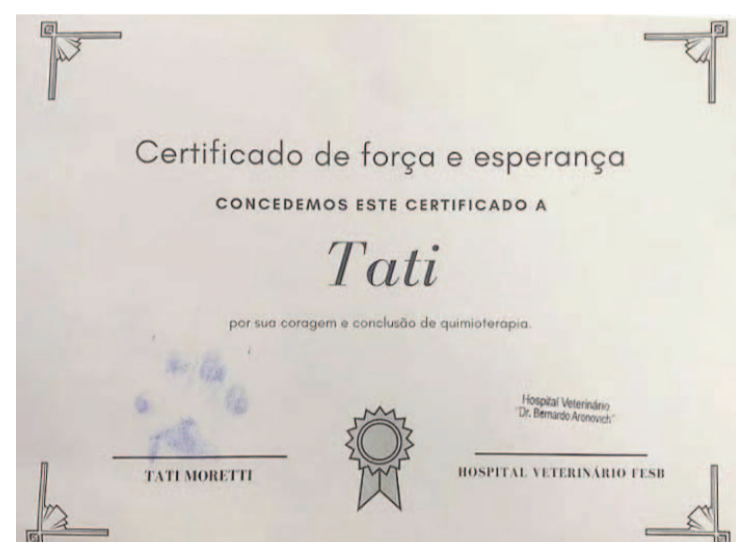 Certificado de força e esperança
CONCEDEMOS ESTE CERTIFICADO A
Tati
por sua coragem e conclusão de quimioterapia.
Hospital Veterinário
"Dr. Bernardo Aronovich"
TATI MORETTI
HOSPITAL VETERINÁRIO FESB